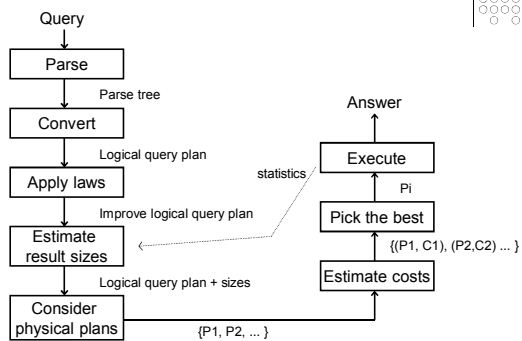 Query
Parse
Parse tree
Convert
Logical query plan
Apply laws
Improve logical query plan
Estimate
result sizes
Logical query plan + sizes
Consider
physical plans
{P1, P2, ... }
Estimate costs
{(P1, C1), (P2,C2) ... }
Pick the best
Pi
Execute
Answer
statistics